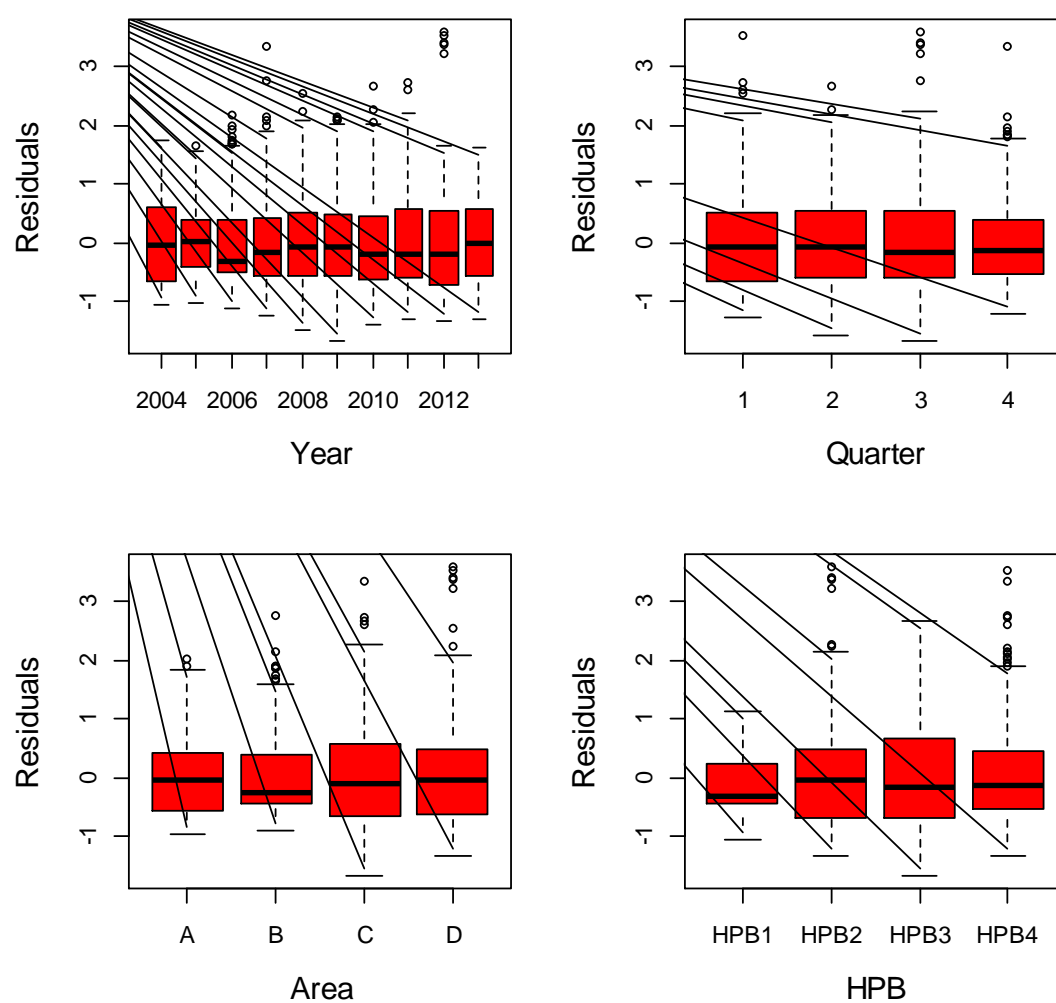 Residuals
3
2
1
0
-1
2004 2006 2008 2010 2012
Year
Residuals
3
2
1
0
-1
1 2 3 4
Quarter
Residuals
3
2
1
0
-1
A B C D
Area
Residuals
3
2
1
0
-1
HPB1 HPB2 HPB3 HPB4
HPB